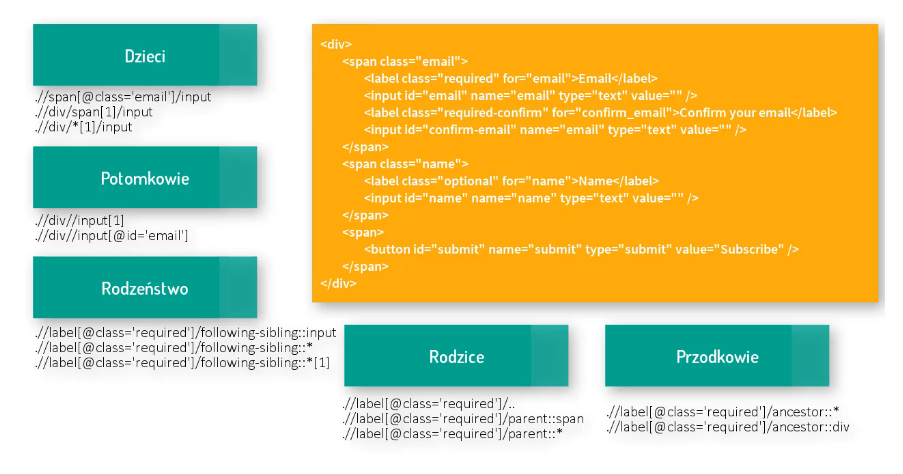 Dzieci
.//span[@class='email']/input
.//div/span[1]/input
.//div/*[1]/input
Potomkowie
.//div//input[1]
.//div//input[@id='email']
Rodzeństwo
.//label[@class='required']/following-sibling::input
.//label[@class='required']/following-sibling::*
.//label[@class='required']/following-sibling::*[1]
<div>
<span class="email">
<label class="required" for="email">Email</label>
<input id="email" name="email" type="text" value="" />
<label class="required-confirm" for="confirm_email">Confirm your email</label>
<input id="confirm-email" name="email" type="text" value="" />
</span>
<span class="name">
<label class="optional" for="name">Name</label>
<input id="name" name="name" type="text" value="" />
</span>
<span>
<button id="submit" name="submit" type="submit" value="Subscribe" />
</span>
</div>
Rodzice
.//label[@class='required']/..
.//label[@class='required']/parent::span
.//label[@class='required']/parent::*
Przodkowie
.//label[@class='required']/ancestor::*
.//label[@class='required']/ancestor::div